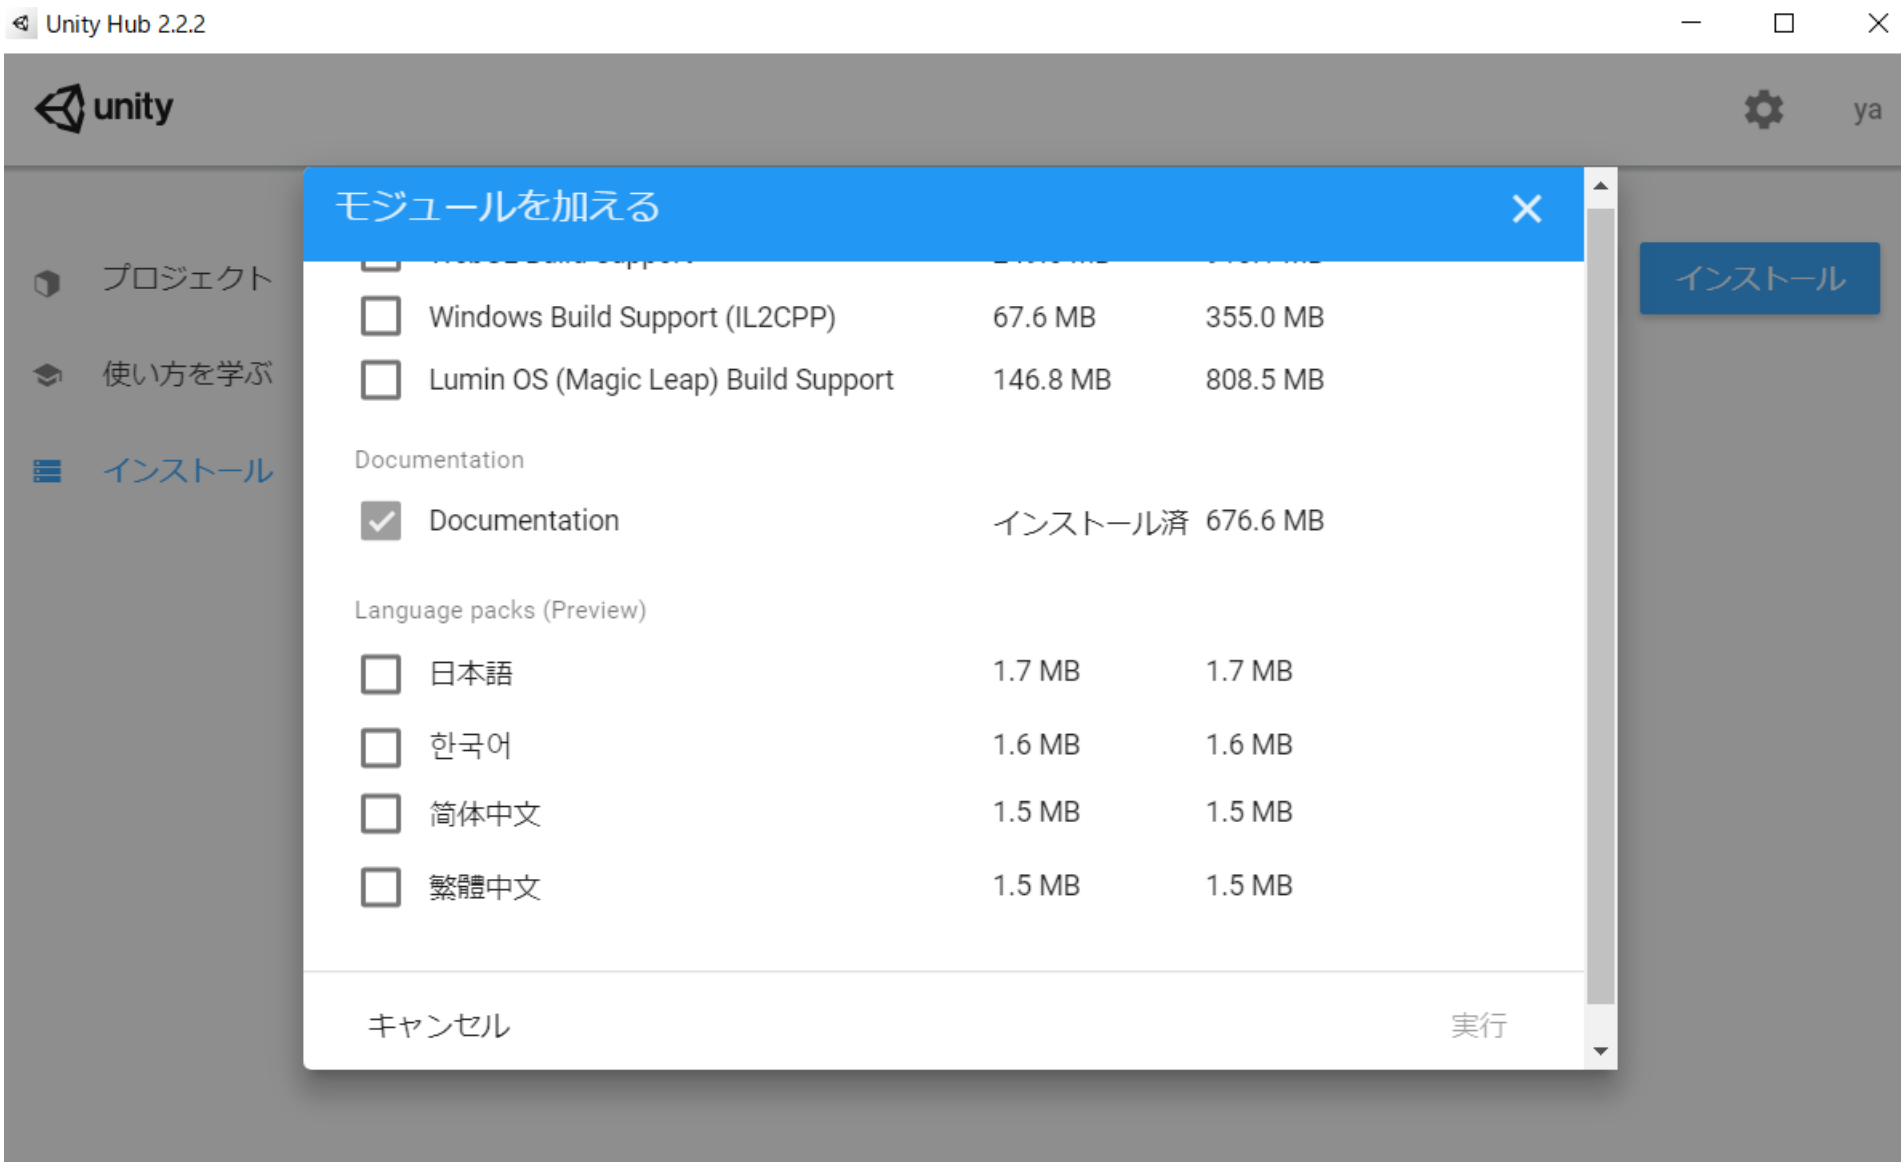 Unity Hub 2.2.2
unity
ya
モジュールを加える
プロジェクト
使い方を学ぶ
インストール
インストール
Windows Build Support (IL2CPP) 67.6 MB 355.0 MB
Lumin OS (Magic Leap) Build Support 146.8 MB 808.5 MB
Documentation
Documentation インストール済 676.6 MB
Language packs (Preview)
日本語 1.7 MB 1.7 MB
한국어 1.6 MB 1.6 MB
简体中文 1.5 MB 1.5 MB
繁體中文 1.5 MB 1.5 MB
キャンセル
実行